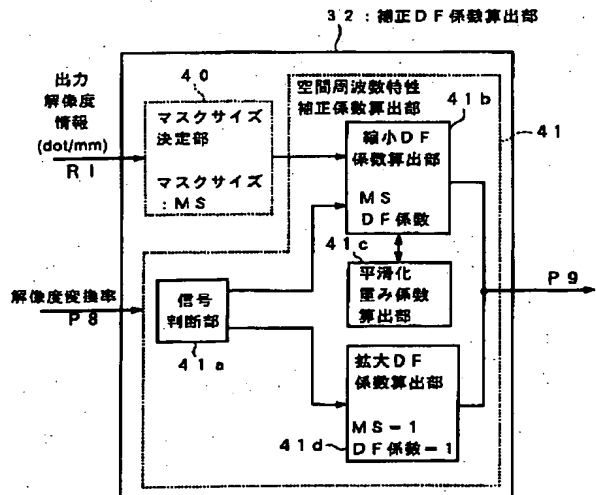 32:補正DF係数算出部
出力
解像度
情報
(dot/mm)
RI
40
マスクサイズ
決定部
マスクサイズ
:MS
空間周波数特性
補正係数算出部
41
41b
縮小DF
係数算出部
MS
DF係数
41c
平滑化
重み係数
算出部
解像度変換率
P8
信号
判断部
41a
P9
拡大DF
係数算出部
MS=1
DF係数=1
41d